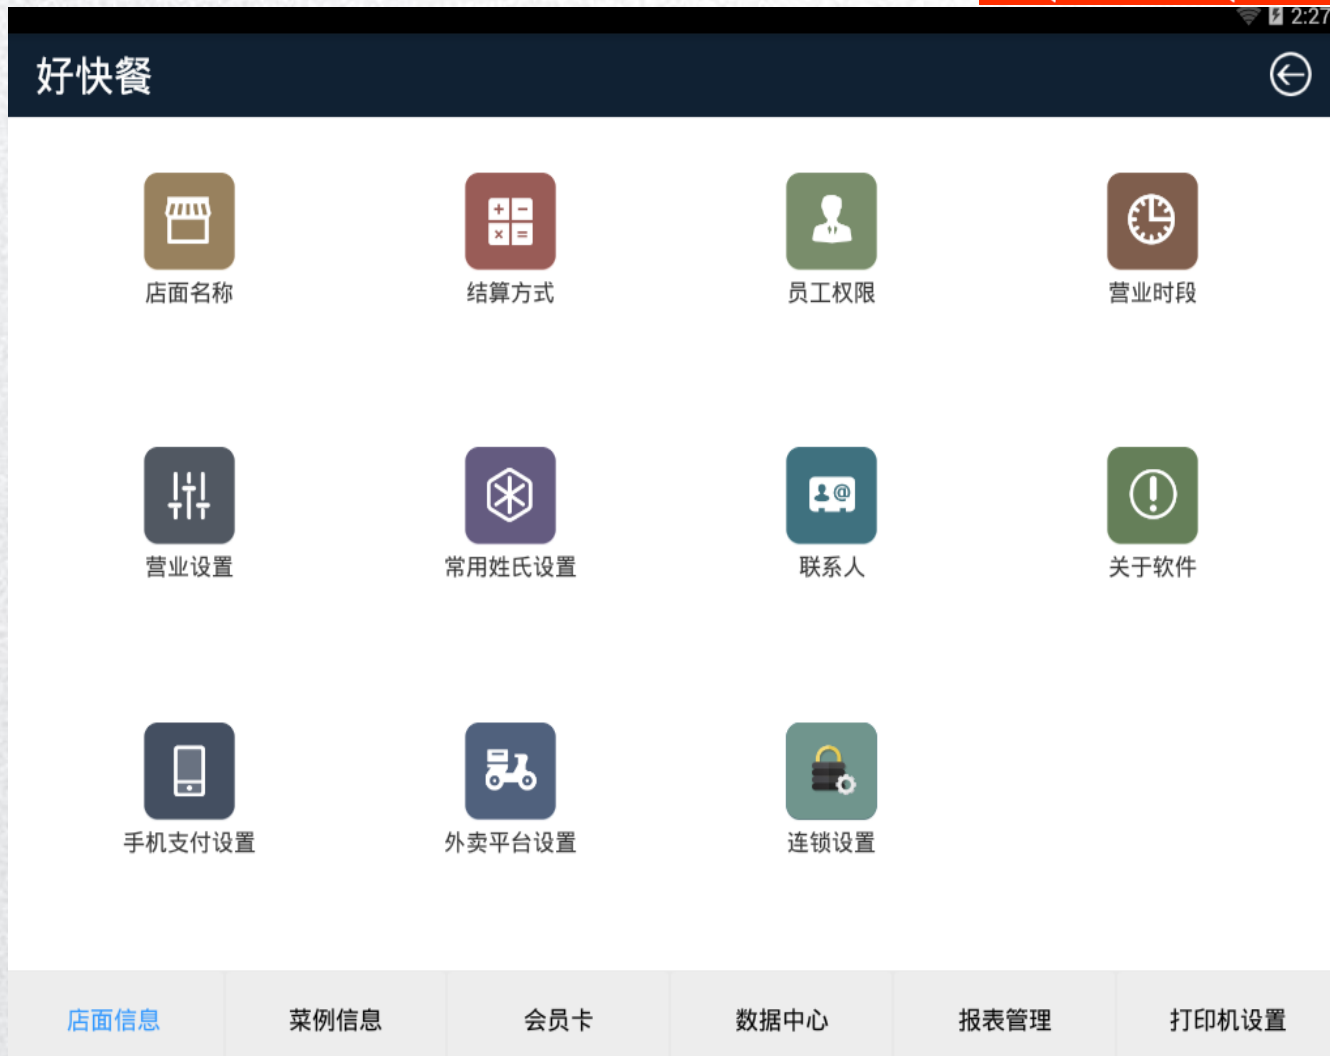 2:27
好快餐
店面名称
结算方式
员工权限
营业时段
营业设置
常用姓氏设置
联系人
关于软件
手机支付设置
外卖平台设置
连锁设置
店面信息
菜例信息
会员卡
数据中心
报表管理
打印机设置